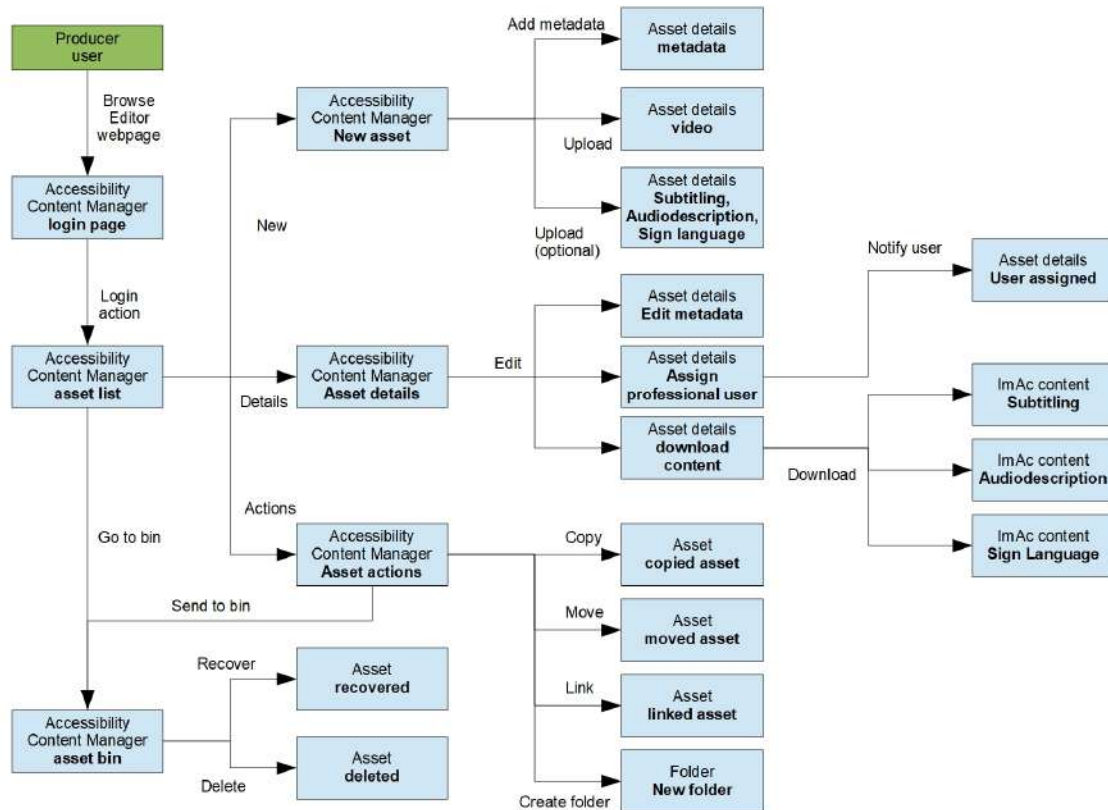 Producer
user
Browse
Editor
webpage
Accessibility
Content Manager
login page
Login
action
Accessibility
Content Manager
asset list
Go to bin
Accessibility
Content Manager
asset bin
New
Details
Actions
Send to bin
Recover
Delete
Accessibility
Content Manager
New asset
Accessibility
Content Manager
Asset details
Accessibility
Content Manager
Asset actions
Asset
recovered
Asset
deleted
Add metadata
Upload
Upload
(optional)
Edit
Copy
Move
Link
Create folder
Asset details
metadata
Asset details
video
Asset details
Subtitling,
Audiodescription,
Sign language
Asset details
Edit metadata
Asset details
Assign
professional user
Asset details
download
content
Asset
copied asset
Asset
moved asset
Asset
linked asset
Folder
New folder
Notify user
Download
Asset details
User assigned
ImAc content
Subtitling
ImAc content
Audiodescription
ImAc content
Sign Language